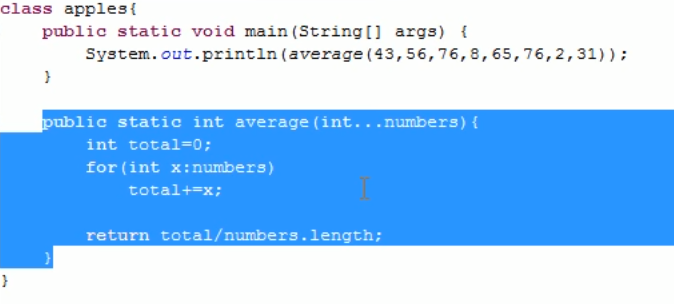 class apples{
    public static void main(String[] args) {
        System.out.println(average(43,56,76,8,65,76,2,31));
    }

    public static int average(int...numbers){
        int total=0;
        for(int x:numbers)
            total+=x;

        return total/numbers.length;
    }
}